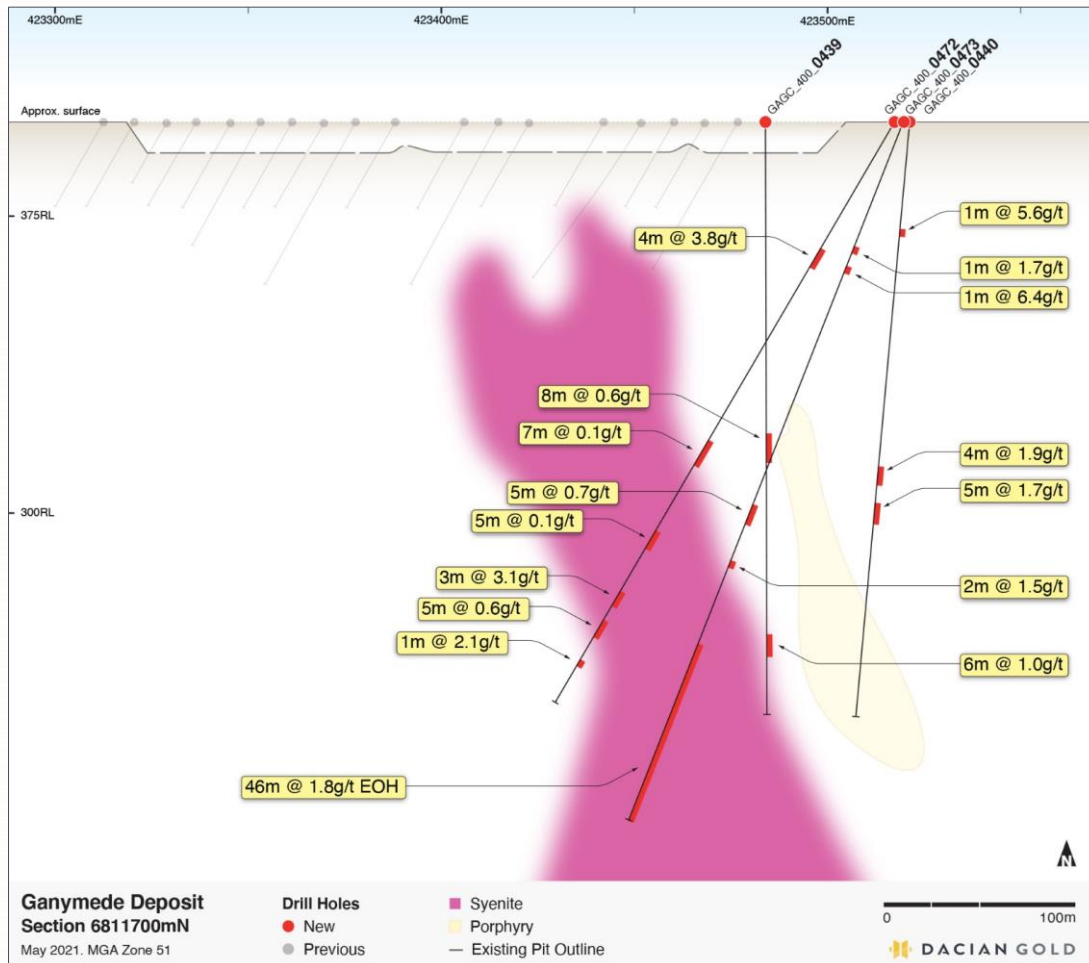 423300mE
423400mE
423500mE
GAGC_400_0439
GAGC_400_0472
GAGC_400_0473
GAGC_400_0440
Approx. surface
375RL
300RL
4m @ 3.8g/t
1m @ 5.6g/t
1m @ 1.7g/t
1m @ 6.4g/t
8m @ 0.6g/t
7m @ 0.1g/t
4m @ 1.9g/t
5m @ 0.7g/t
5m @ 1.7g/t
5m @ 0.1g/t
3m @ 3.1g/t
2m @ 1.5g/t
5m @ 0.6g/t
1m @ 2.1g/t
6m @ 1.0g/t
46m @ 1.8g/t EOH
N
Ganymede Deposit
Section 6811700mN
May 2021. MGA Zone 51
Drill Holes
New
Previous
Syenite
Porphyry
Existing Pit Outline
0
100m
DACIAN GOLD